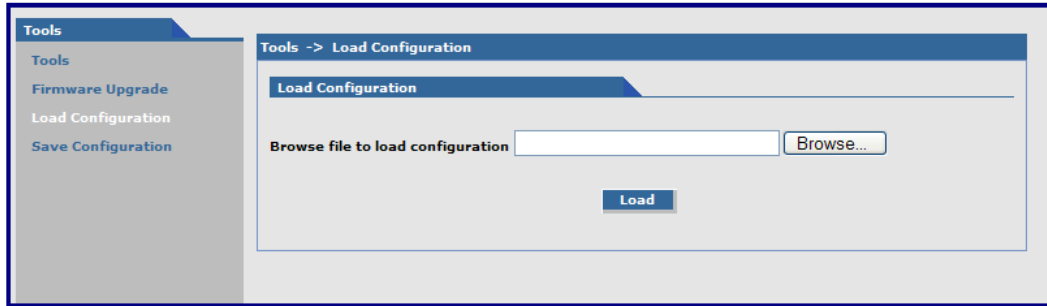 Tools
Tools
Firmware Upgrade
Load Configuration
Save Configuration
Tools -> Load Configuration
Load Configuration
Browse file to load configuration Browse...
Load